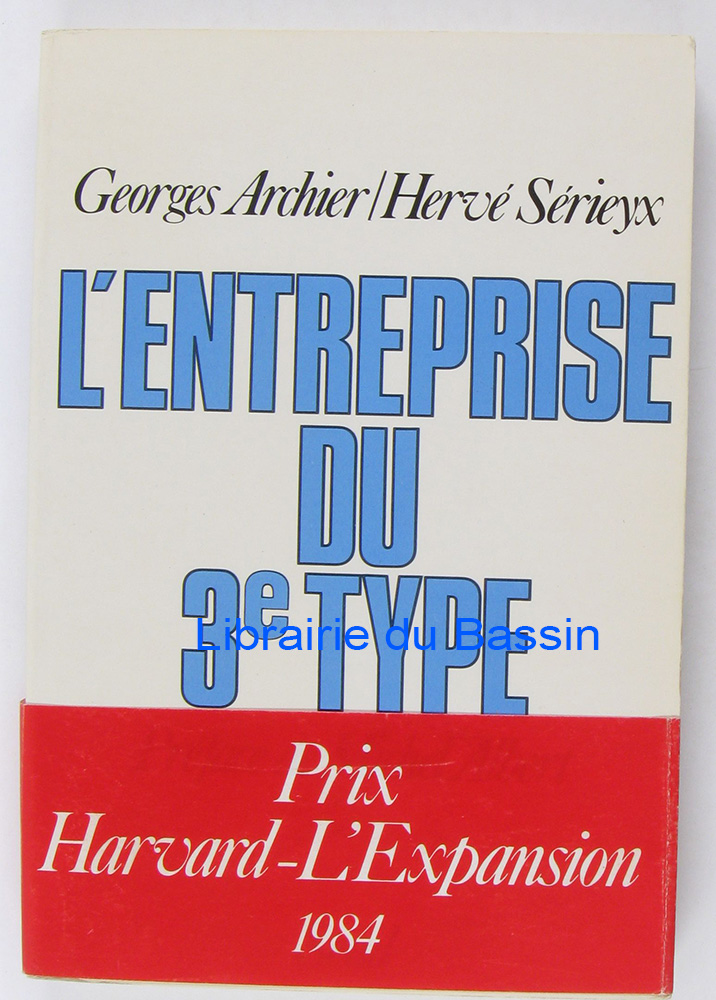 Georges Archier/Hervé Sérieyx
L'ENTREPRISE
DU
3e TYPE
Librairie du Bassin
Prix
Harvard-L'Expansion
1984